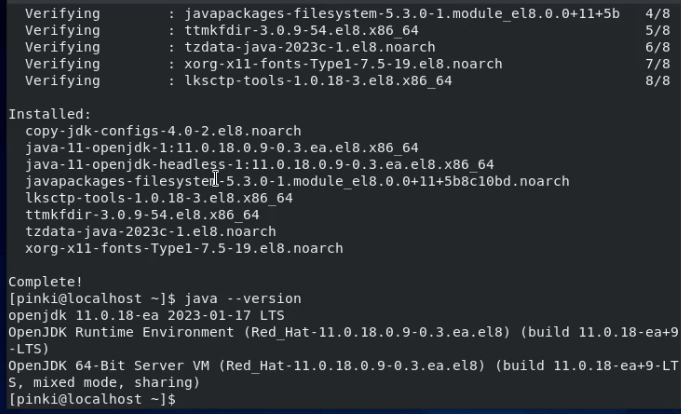 Verifying : javapackages-filesystem-5.3.0-1.module_el8.0.0+11+5b 4/8
Verifying : ttmkfdir-3.0.9-54.el8.x86_64 5/8
Verifying : tzdata-java-2023c-1.el8.noarch 6/8
Verifying : xorg-x11-fonts-Type1-7.5-19.el8.noarch 7/8
Verifying : lksctp-tools-1.0.18-3.el8.x86_64 8/8
Installed:
copy-jdk-configs-4.0-2.el8.noarch
java-11-openjdk-1:11.0.18.0.9-0.3.ea.el8.x86_64
java-11-openjdk-headless-1:11.0.18.0.9-0.3.ea.el8.x86_64
javapackages-filesystem-5.3.0-1.module_el8.0.0+11+5b8c10bd.noarch
lksctp-tools-1.0.18-3.el8.x86_64
ttmkfdir-3.0.9-54.el8.x86_64
tzdata-java-2023c-1.el8.noarch
xorg-x11-fonts-Type1-7.5-19.el8.noarch
Complete!
[pinki@localhost ~]$ java --version
openjdk 11.0.18-ea 2023-01-17 LTS
OpenJDK Runtime Environment (Red_Hat-11.0.18.0.9-0.3.ea.el8) (build 11.0.18-ea+9
-LTS)
OpenJDK 64-Bit Server VM (Red_Hat-11.0.18.0.9-0.3.ea.el8) (build 11.0.18-ea+9-LT
S, mixed mode, sharing)
[pinki@localhost ~]$